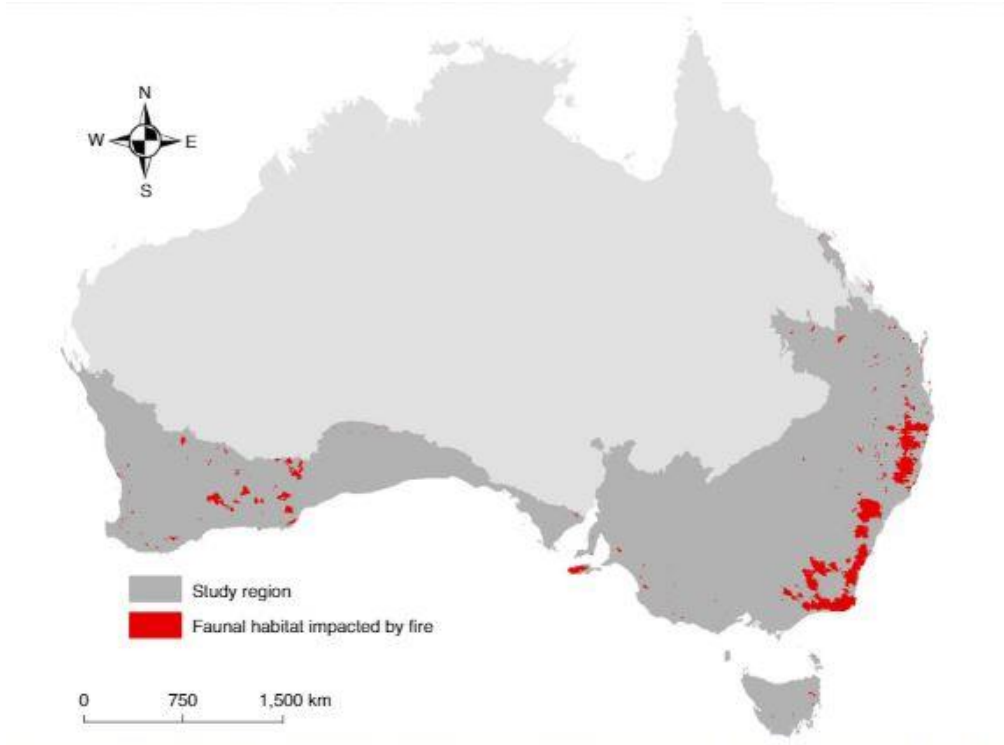 N
W E
S
Study region
Faunal habitat impacted by fire
0 750 1,500 km